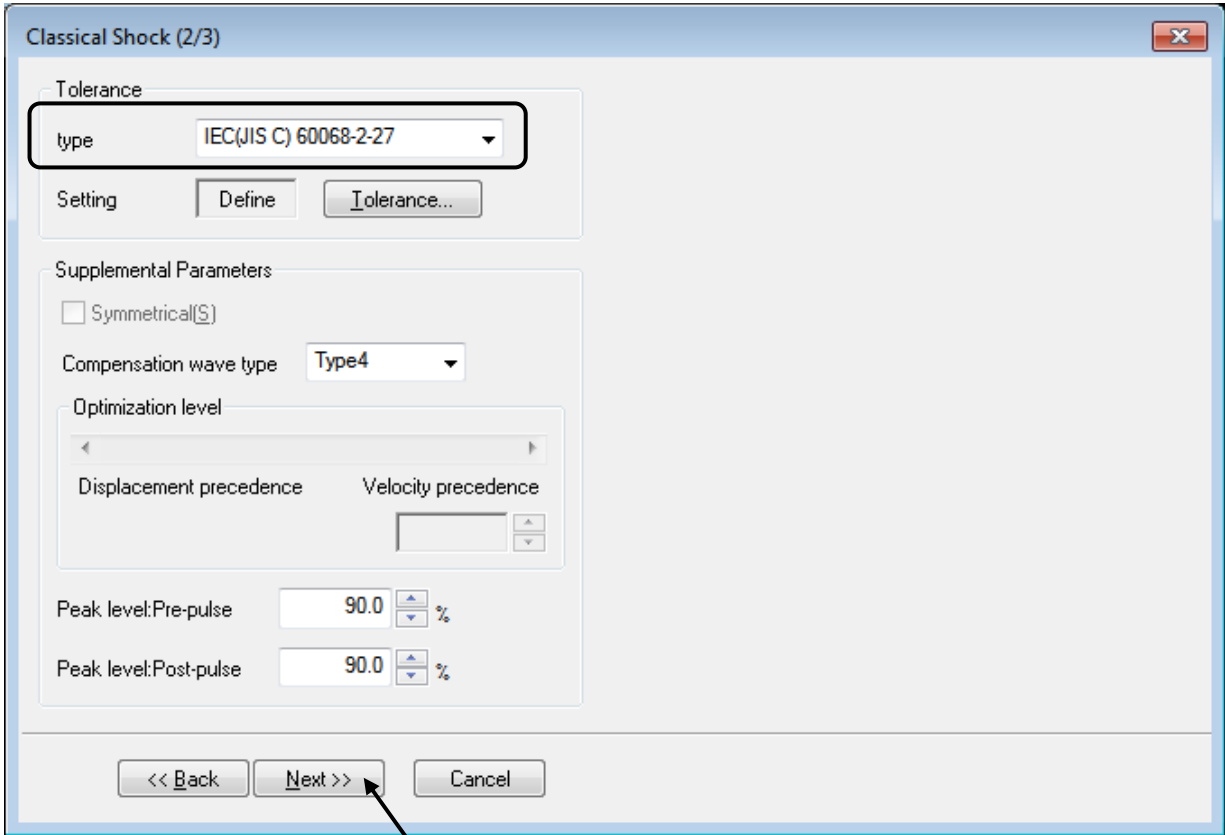 Classical Shock (2/3)
Tolerance
type IEC(JIS C) 60068-2-27
Setting Define Tolerance...
Supplemental Parameters
Symmetrical(S)
Compensation wave type Type4
Optimization level
Displacement precedence Velocity precedence
Peak level:Pre-pulse 90.0 %
Peak level:Post-pulse 90.0 %
<< Back Next >> Cancel